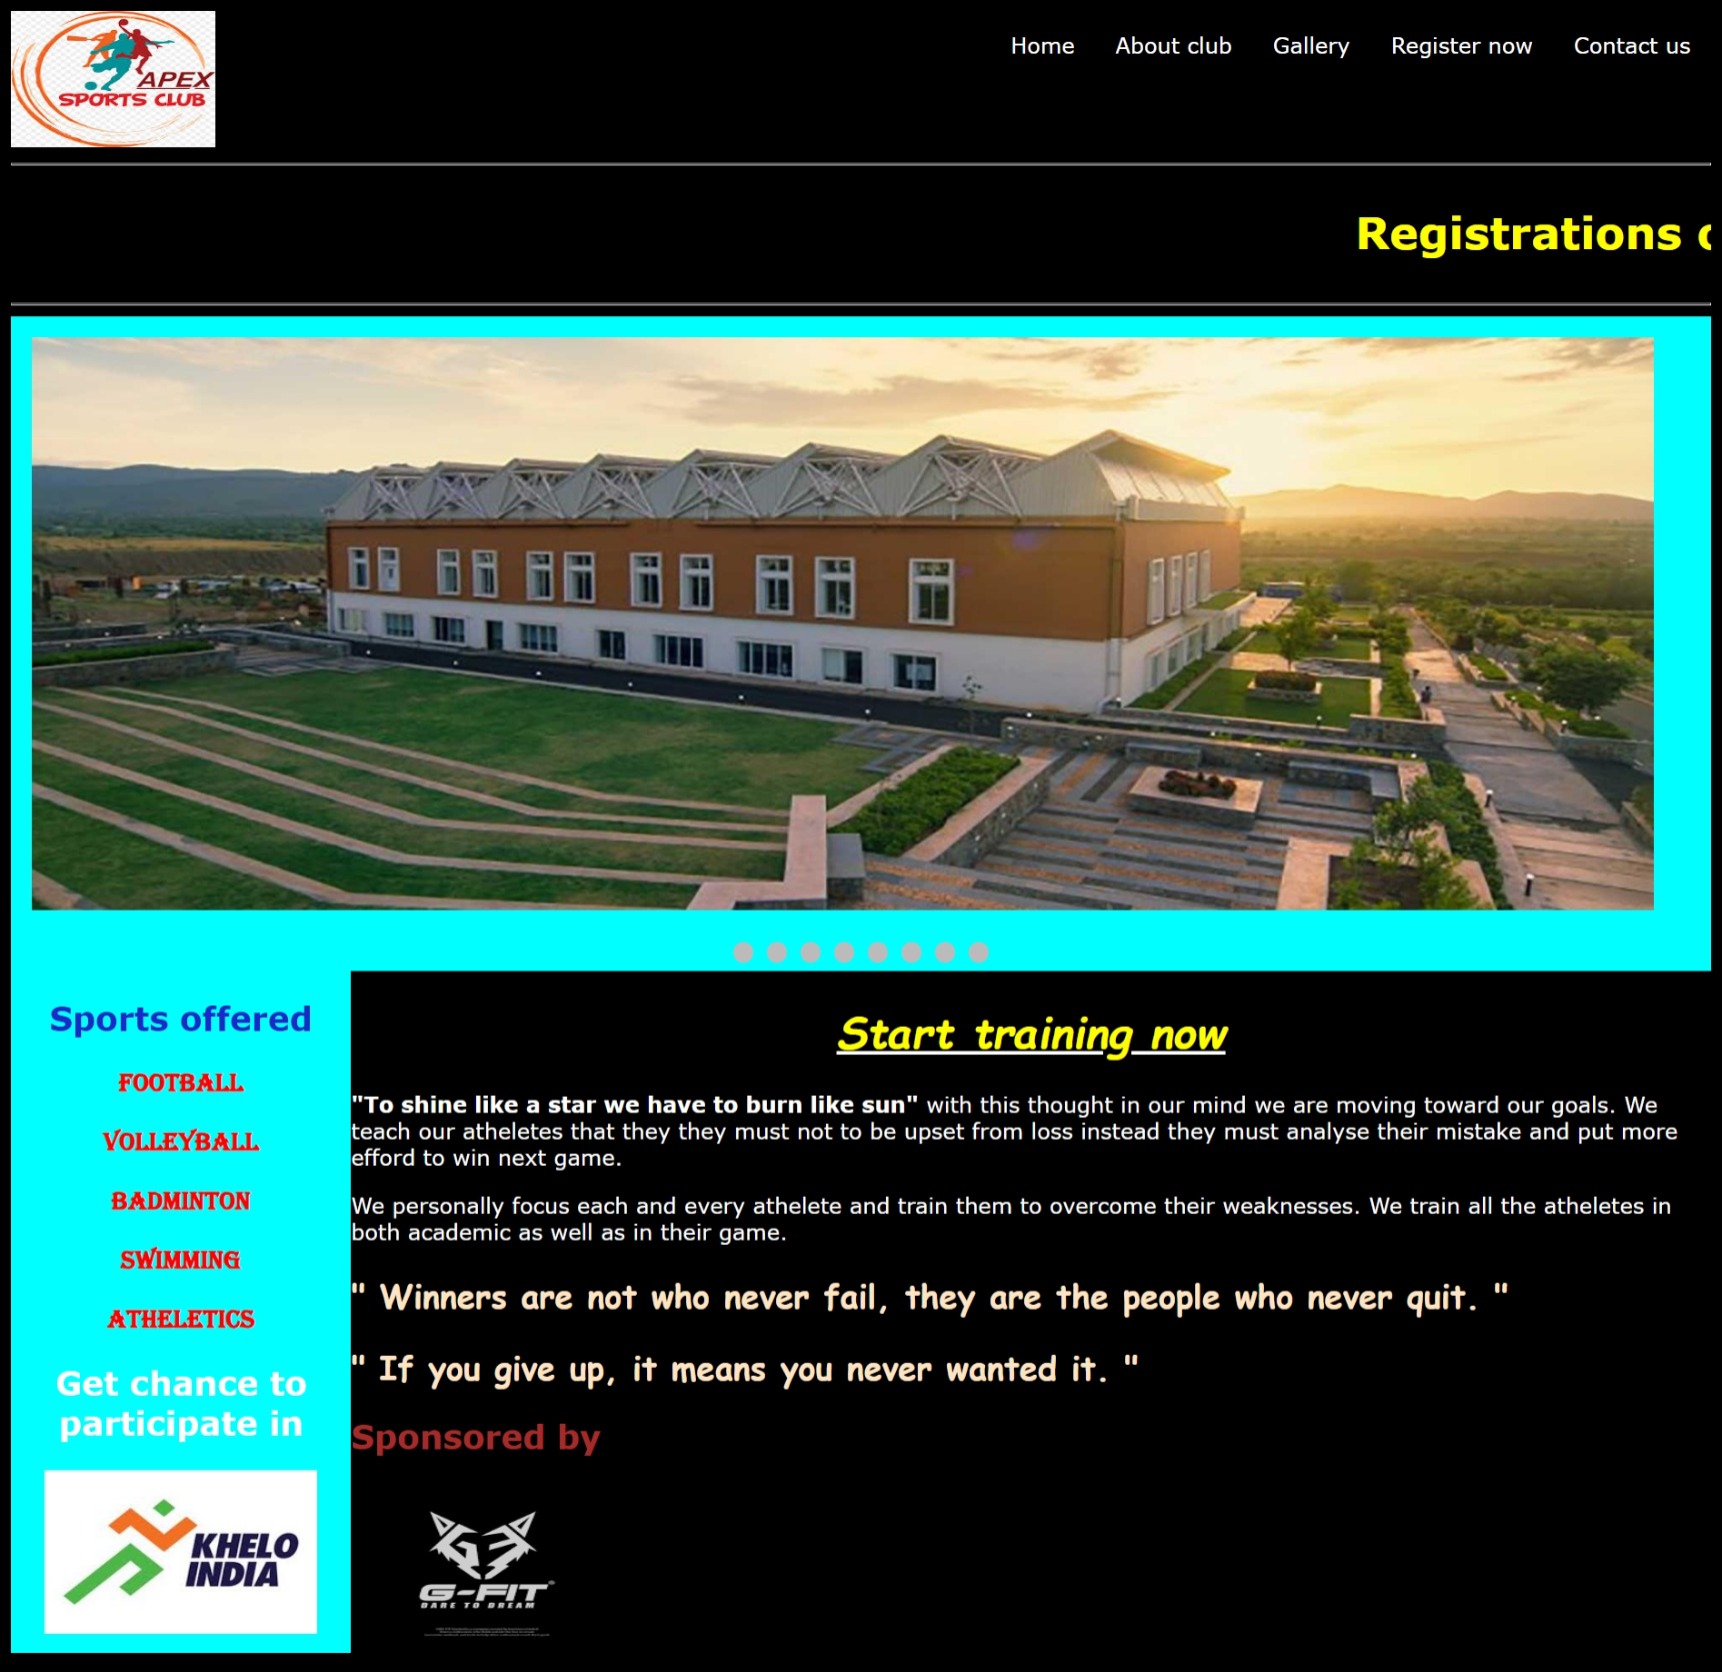 APEX
SPORTS CLUB
Home About club Gallery Register now Contact us
Registrations
Sports offered
FOOTBALL
VOLLEYBALL
BADMINTON
SWIMMING
ATHELETICS
Get chance to
participate in
KHELO
INDIA
Start training now
"To shine like a star we have to burn like sun" with this thought in our mind we are moving toward our goals. We
teach our atheletes that they they must not to be upset from loss instead they must analyse their mistake and put more
efford to win next game.
We personally focus each and every athelete and train them to overcome their weaknesses. We train all the atheletes in
both academic as well as in their game.
" Winners are not who never fail, they are the people who never quit. "
" If you give up, it means you never wanted it. "
Sponsored by
G-FIT
DARE TO DREAM